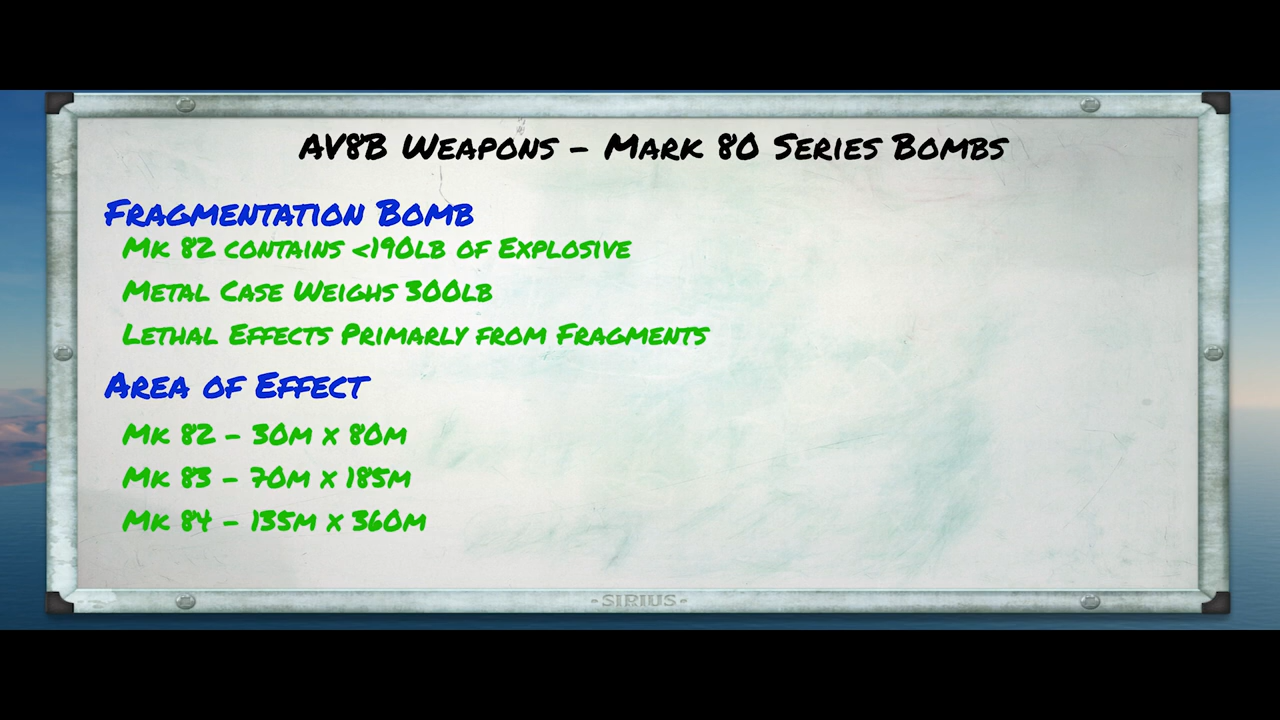 AV8B Weapons - Mark 80 Series Bombs
Fragmentation Bomb
Mk 82 contains <190lb of Explosive
Metal Case Weighs 300lb
Lethal Effects Primarly from Fragments
Area of Effect
Mk 82 - 30m x 80m
Mk 83 - 70m x 185m
Mk 84 - 135m x 360m
-SIRIUS-